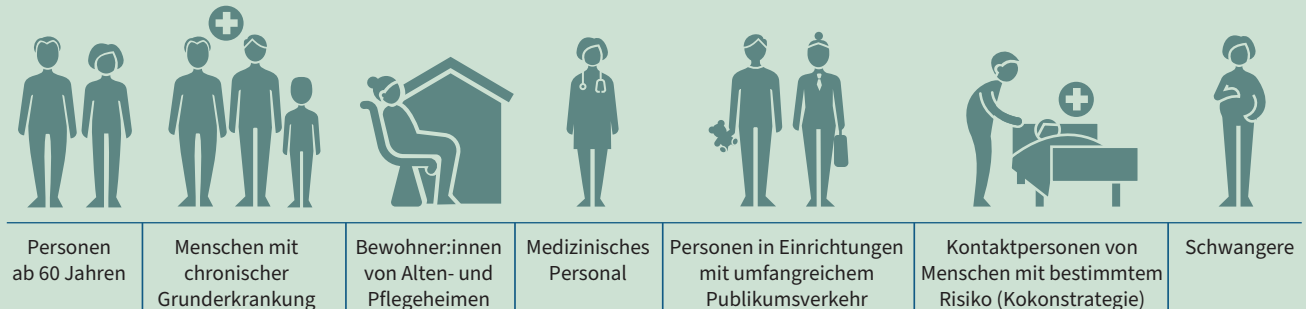 Personen
ab 60 Jahren
Menschen mit
chronischer
Grunderkrankung
Bewohner:innen
von Alten- und
Pflegeheimen
Medizinisches
Personal
Personen in Einrichtungen
mit umfangreichem
Publikumsverkehr
Kontaktpersonen von
Menschen mit bestimmtem
Risiko (Kokonstrategie)
Schwangere